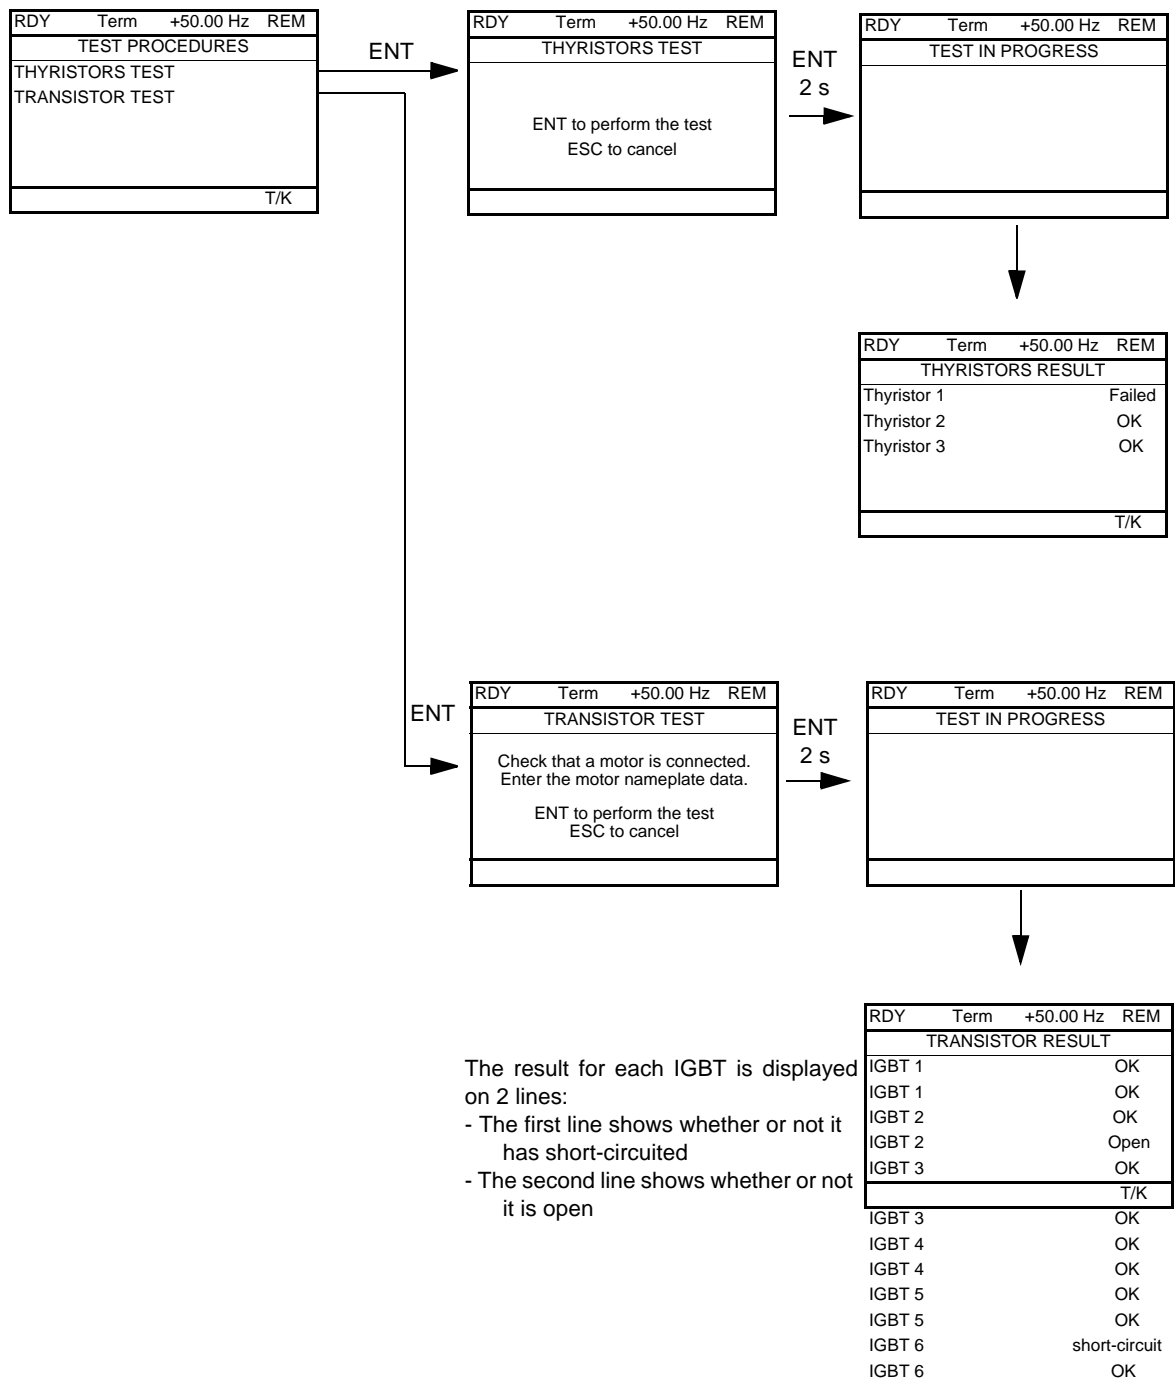 RDY Term +50.00 Hz REM
TEST PROCEDURES
THYRISTORS TEST
TRANSISTOR TEST
T/K
ENT
RDY Term +50.00 Hz REM
THYRISTORS TEST
ENT to perform the test
ESC to cancel
ENT
2 s
RDY Term +50.00 Hz REM
TEST IN PROGRESS
RDY Term +50.00 Hz REM
THYRISTORS RESULT
Thyristor 1 Failed
Thyristor 2 OK
Thyristor 3 OK
T/K
ENT
RDY Term +50.00 Hz REM
TRANSISTOR TEST
Check that a motor is connected.
Enter the motor nameplate data.
ENT to perform the test
ESC to cancel
ENT
2 s
RDY Term +50.00 Hz REM
TEST IN PROGRESS
The result for each IGBT is displayed
on 2 lines:
- The first line shows whether or not it
has short-circuited
- The second line shows whether or not
it is open
RDY Term +50.00 Hz REM
TRANSISTOR RESULT
IGBT 1 OK
IGBT 1 OK
IGBT 2 OK
IGBT 2 Open
IGBT 3 OK
T/K
IGBT 3 OK
IGBT 4 OK
IGBT 4 OK
IGBT 5 OK
IGBT 5 OK
IGBT 6 short-circuit
IGBT 6 OK